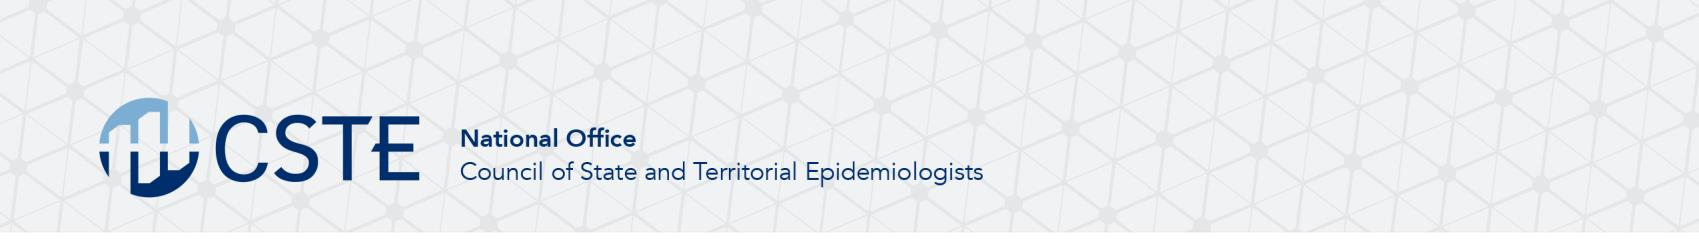 CSTE
National Office
Council of State and Territorial Epidemiologists